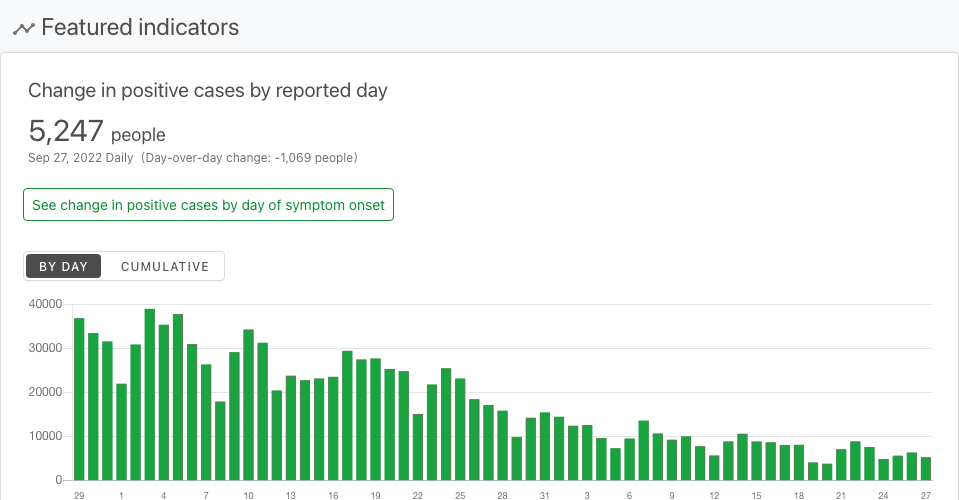 Featured indicators
Change in positive cases by reported day
5,247 people
Sep 27, 2022 Daily (Day-over-day change: -1,069 people)
See change in positive cases by day of symptom onset
BY DAY CUMULATIVE
40000
30000
20000
10000
0
29 1 4 7 10 13 16 19 22 25 28 31 3 6 9 12 15 18 21 24 27